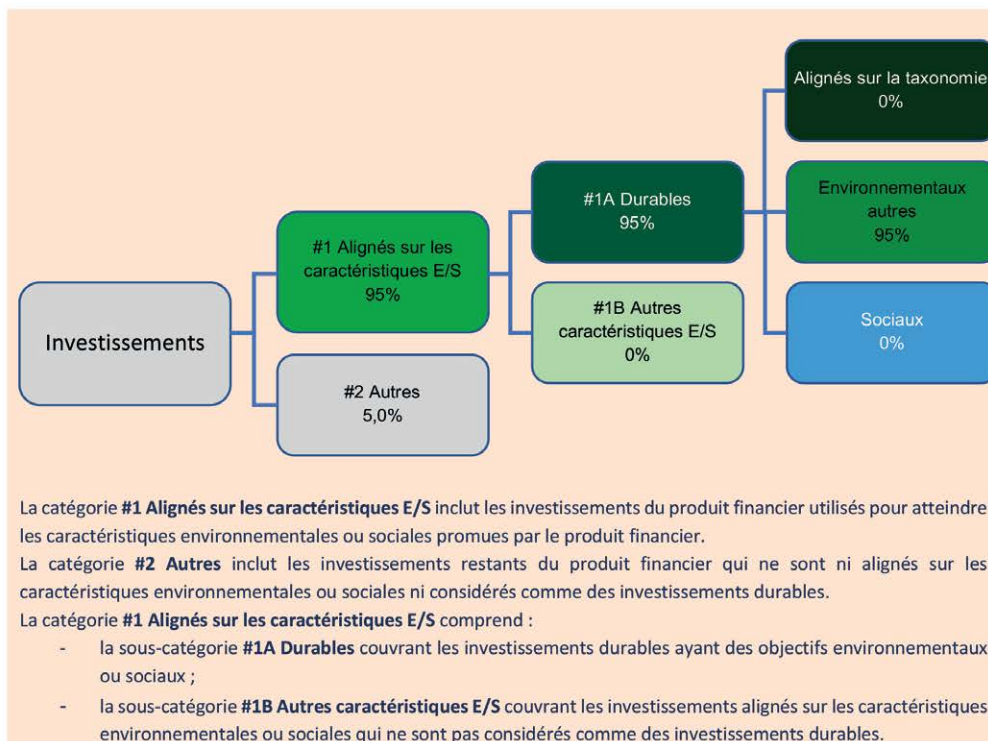 Alignés sur la taxonomie
0%
#1A Durables
95%
Environnementaux
autres
95%
#1 Alignés sur les
caractéristiques E/S
95%
#1B Autres
caractéristiques E/S
0%
Sociaux
0%
Investissements
#2 Autres
5,0%
La catégorie #1 Alignés sur les caractéristiques E/S inclut les investissements du produit financier utilisés pour atteindre
les caractéristiques environnementales ou sociales promues par le produit financier.
La catégorie #2 Autres inclut les investissements restants du produit financier qui ne sont ni alignés sur les
caractéristiques environnementales ou sociales ni considérés comme des investissements durables.
La catégorie #1 Alignés sur les caractéristiques E/S comprend :
- la sous-catégorie #1A Durables couvrant les investissements durables ayant des objectifs environnementaux
ou sociaux ;
- la sous-catégorie #1B Autres caractéristiques E/S couvrant les investissements alignés sur les caractéristiques
environnementales ou sociales qui ne sont pas considérés comme des investissements durables.